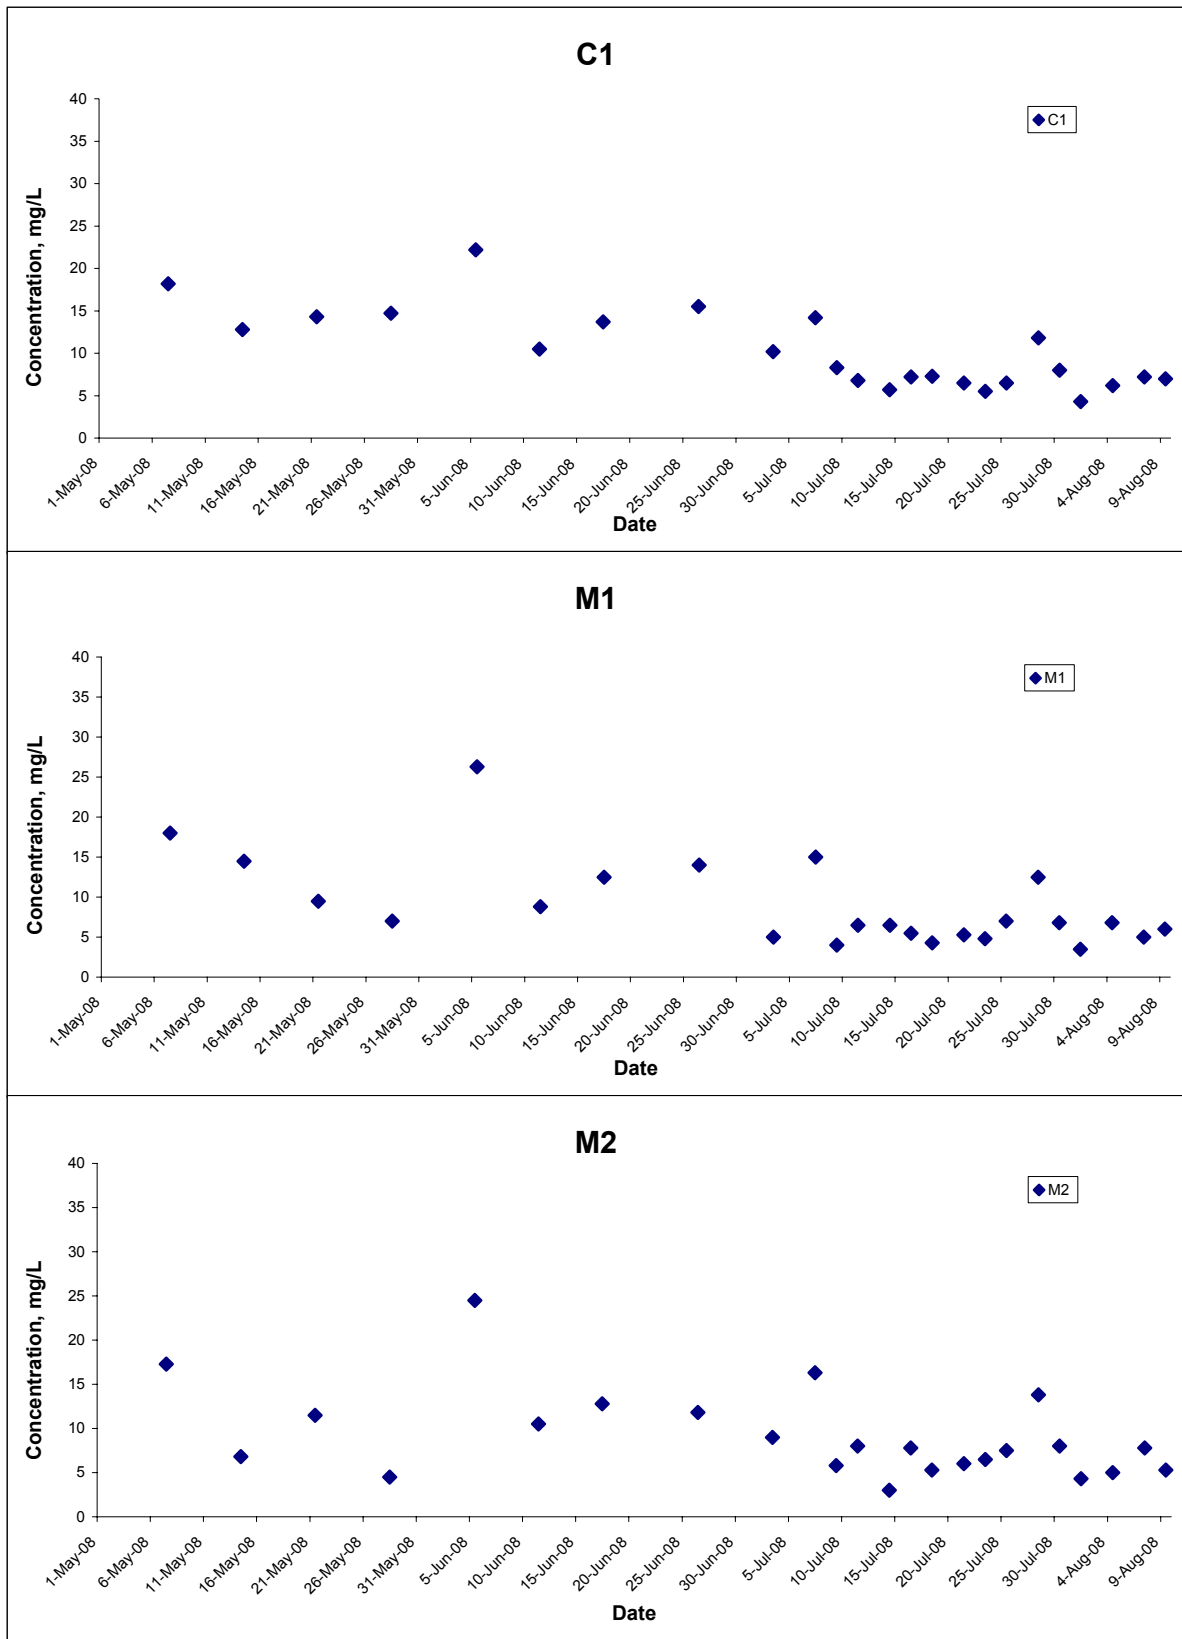 C1
40
35
30
25
20
15
10
5
0
Concentration, mg/L
C1
1-May-08
6-May-08
11-May-08
16-May-08
21-May-08
26-May-08
31-May-08
5-Jun-08
10-Jun-08
15-Jun-08
20-Jun-08
25-Jun-08
30-Jun-08
5-Jul-08
10-Jul-08
15-Jul-08
20-Jul-08
25-Jul-08
30-Jul-08
4-Aug-08
9-Aug-08
Date
M1
40
35
30
25
20
15
10
5
0
Concentration, mg/L
M1
1-May-08
6-May-08
11-May-08
16-May-08
21-May-08
26-May-08
31-May-08
5-Jun-08
10-Jun-08
15-Jun-08
20-Jun-08
25-Jun-08
30-Jun-08
5-Jul-08
10-Jul-08
15-Jul-08
20-Jul-08
25-Jul-08
30-Jul-08
4-Aug-08
9-Aug-08
Date
M2
40
35
30
25
20
15
10
5
0
Concentration, mg/L
M2
1-May-08
6-May-08
11-May-08
16-May-08
21-May-08
26-May-08
31-May-08
5-Jun-08
10-Jun-08
15-Jun-08
20-Jun-08
25-Jun-08
30-Jun-08
5-Jul-08
10-Jul-08
15-Jul-08
20-Jul-08
25-Jul-08
30-Jul-08
4-Aug-08
9-Aug-08
Date